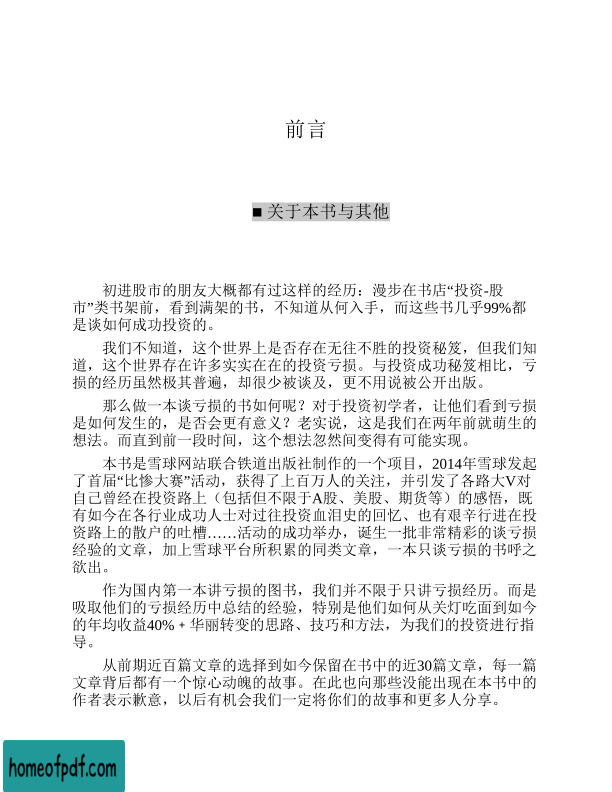 前言
■ 关于本书与其他
初进股市的朋友大概都有过这样的经历：漫步在书店“投资-股
市”类书架前，看到满架的书，不知道从何入手，而这些书几乎99%都
是谈如何成功投资的。
我们不知道，这个世界上是否存在无往不胜的投资秘笈，但我们知
道，这个世界存在许多实实在在的投资亏损。与投资成功秘笈相比，亏
损的经历虽然极其普遍，却很少被谈及，更不用说被公开出版。
那么做一本谈亏损的书如何呢？对于投资初学者，让他们看到亏损
是如何发生的，是否会更有意义？老实说，这是我们在两年前就萌生的
想法。而直到前一段时间，这个想法忽然间变得有可能实现。
本书是雪球网站联合铁道出版社制作的一个项目，2014年雪球发起
了首届“比惨大赛”活动，获得了上百万人的关注，并引发了各路大V对
自己曾经在投资路上（包括但不限于A股、美股、期货等）的感悟，既
有如今在各行业成功人士对过往投资血泪史的回忆、也有艰辛行进在投
资路上的散户的吐槽……活动的成功举办，诞生一批非常精彩的谈亏损
经验的文章，加上雪球平台所积累的同类文章，一本只谈亏损的书呼之
欲出。
作为国内第一本讲亏损的图书，我们并不限于只讲亏损经历。而是
吸取他们的亏损经历中总结的经验，特别是他们如何从关灯吃面到如今
的年均收益40%﹢华丽转变的思路、技巧和方法，为我们的投资进行指
导。
从前期近百篇文章的选择到如今保留在书中的近30篇文章，每一篇
文章背后都有一个惊心动魄的故事。在此也向那些没能出现在本书中的
作者表示歉意，以后有机会我们一定将你们的故事和更多人分享。
homeofpdf.com